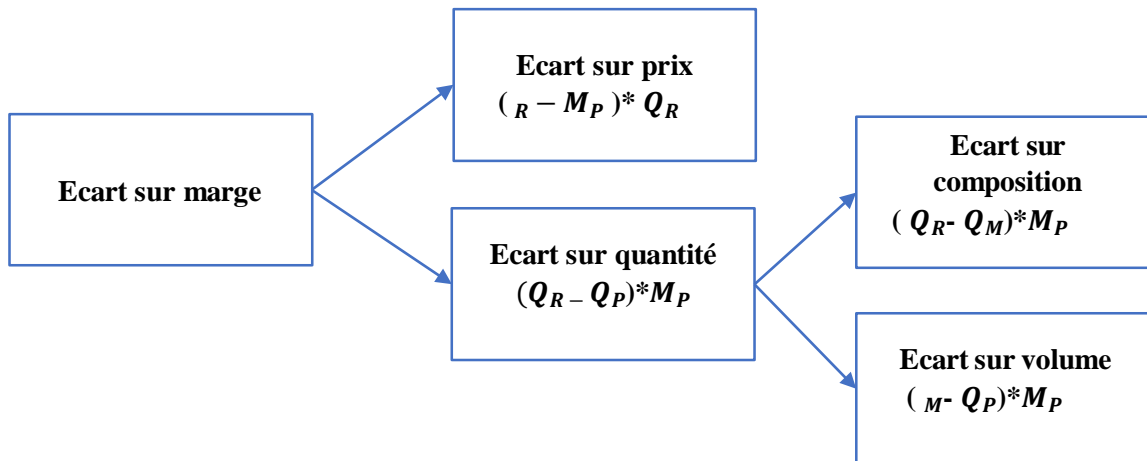 Ecart sur marge
Ecart sur prix
( R − MP )* QR
Ecart sur quantité
(QR − QP)*MP
Ecart sur
composition
( QR- QM)*MP
Ecart sur volume
( M- QP)*MP